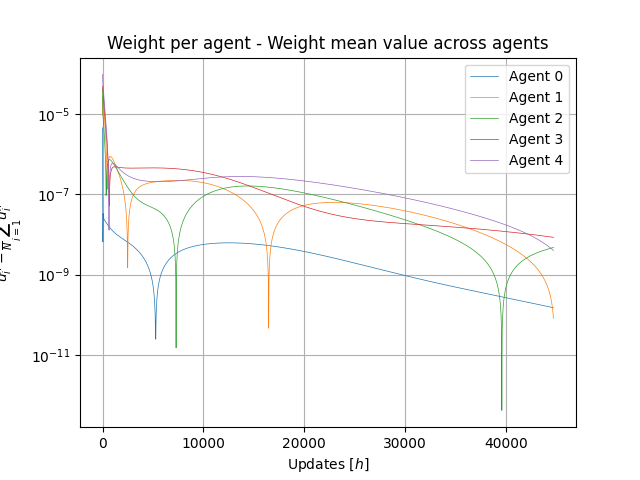 Weight per agent - Weight mean value across agents
Agent 0
Agent 1
Agent 2
Agent 3
Agent 4
10⁻⁵
10⁻⁷
10⁻⁹
10⁻¹¹
0 10000 20000 30000 40000
Updates [h]